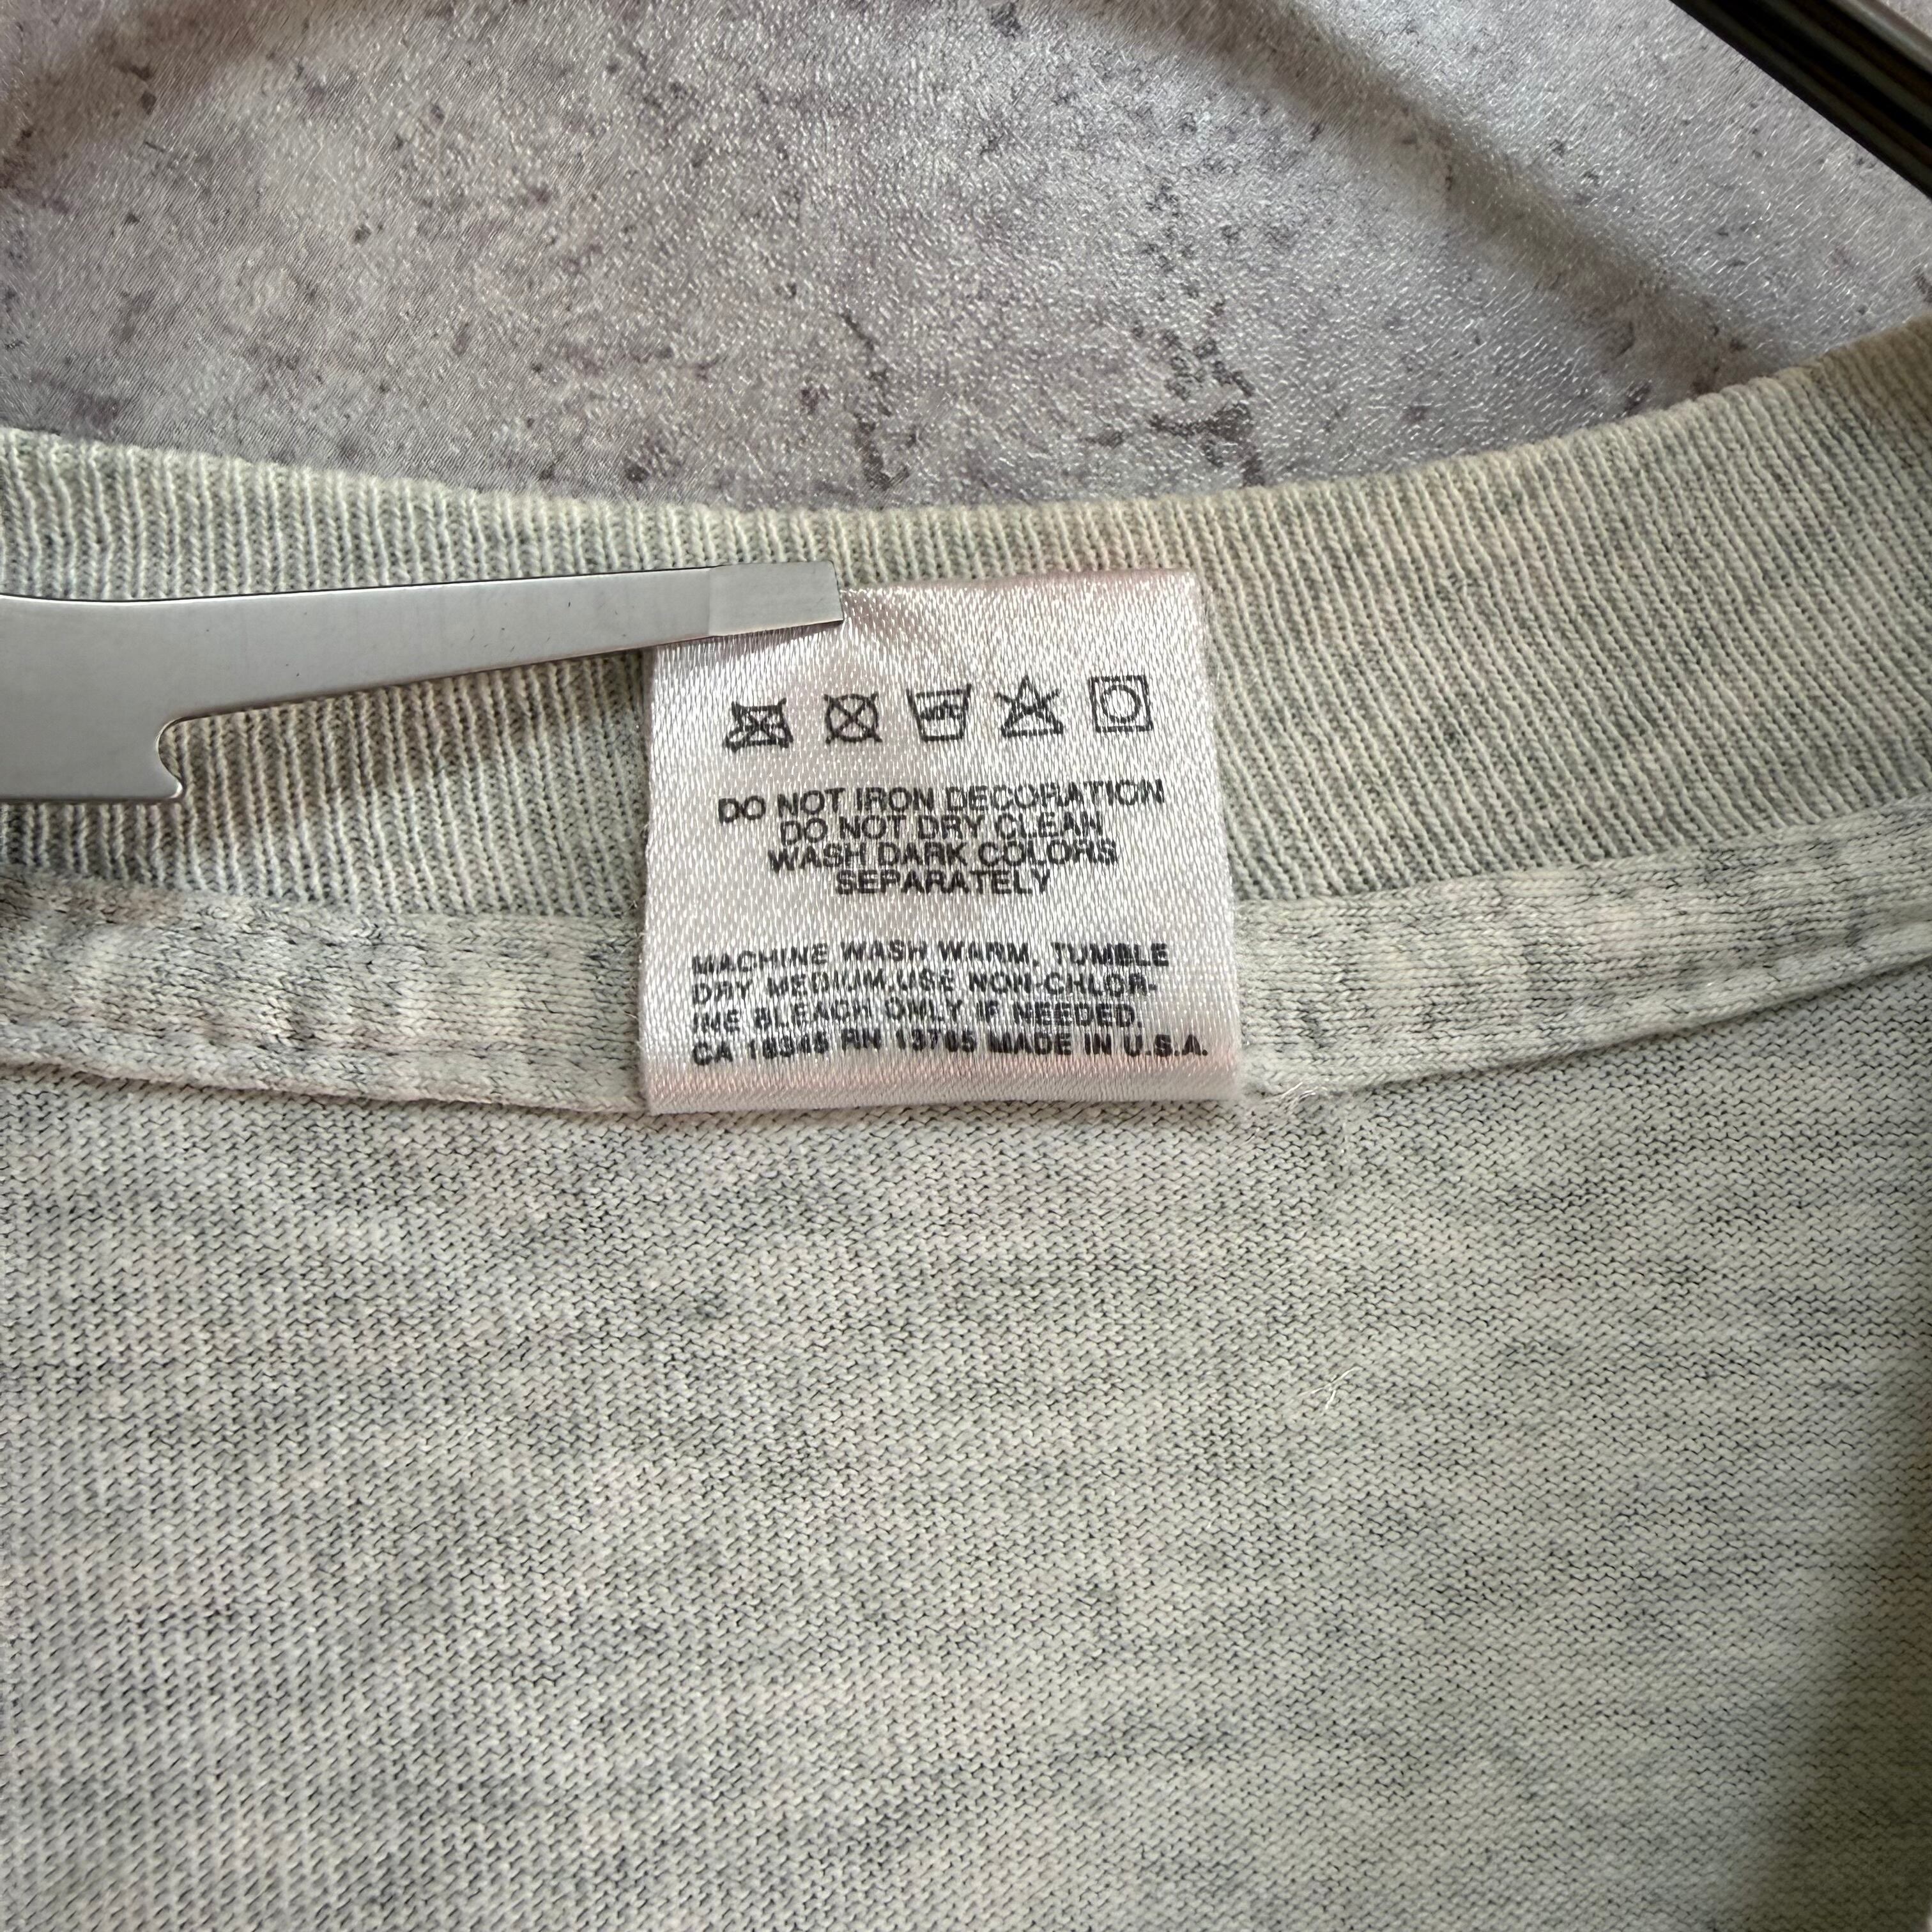 DO NOT IRON DECORATION
DO NOT DRY CLEAN
WASH DARK COLORS
SEPARATELY
MACHINE WASH WARM, TUMBLE
DRY MEDIUM, USE NON-CHLOR-
INE BLEACH ONLY IF NEEDED.
CA 18345 RN 13765 MADE IN U.S.A.